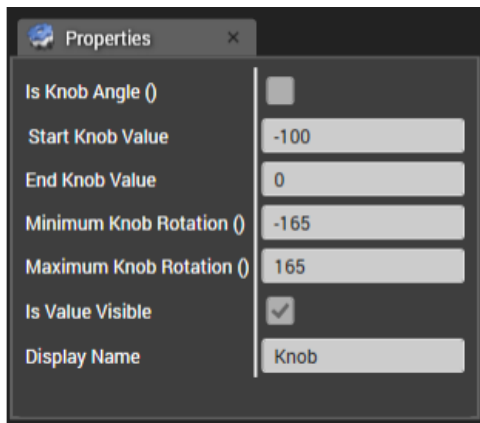 Properties
Is Knob Angle ()
Start Knob Value -100
End Knob Value 0
Minimum Knob Rotation () -165
Maximum Knob Rotation () 165
Is Value Visible
Display Name Knob